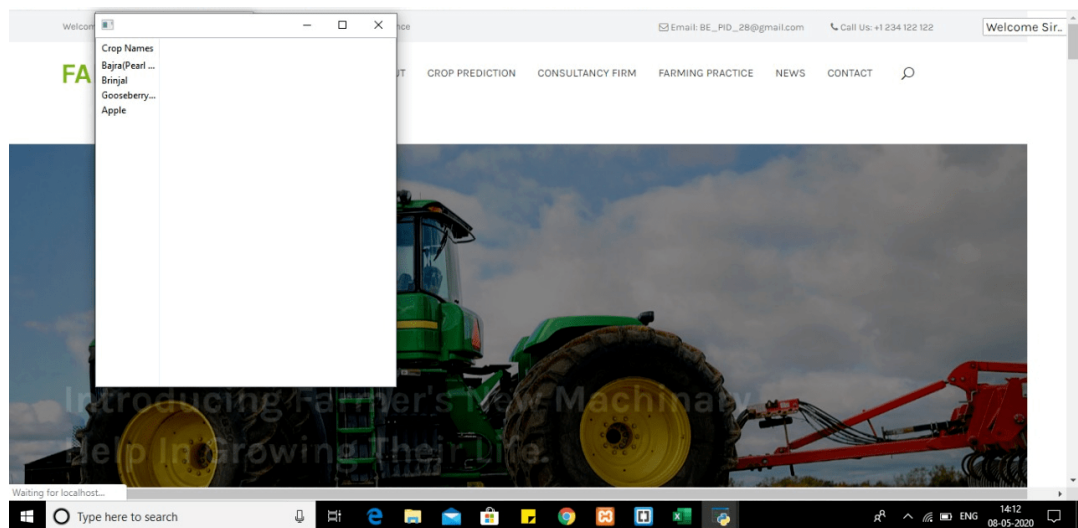 Welcom
nce
Email: BE_PID_28@gmail.com
Call Us: +1 234 122 122
Welcome Sir..
Crop Names
Bajra(Pearl ...
Brinjal
Gooseberry...
Apple
FA
UT
CROP PREDICTION
CONSULTANCY FIRM
FARMING PRACTICE
NEWS
CONTACT
Introducing Farmer's New Machinary
Help In Growing Their Life.
Waiting for localhost...
Type here to search
ENG
14:12
08-05-2020